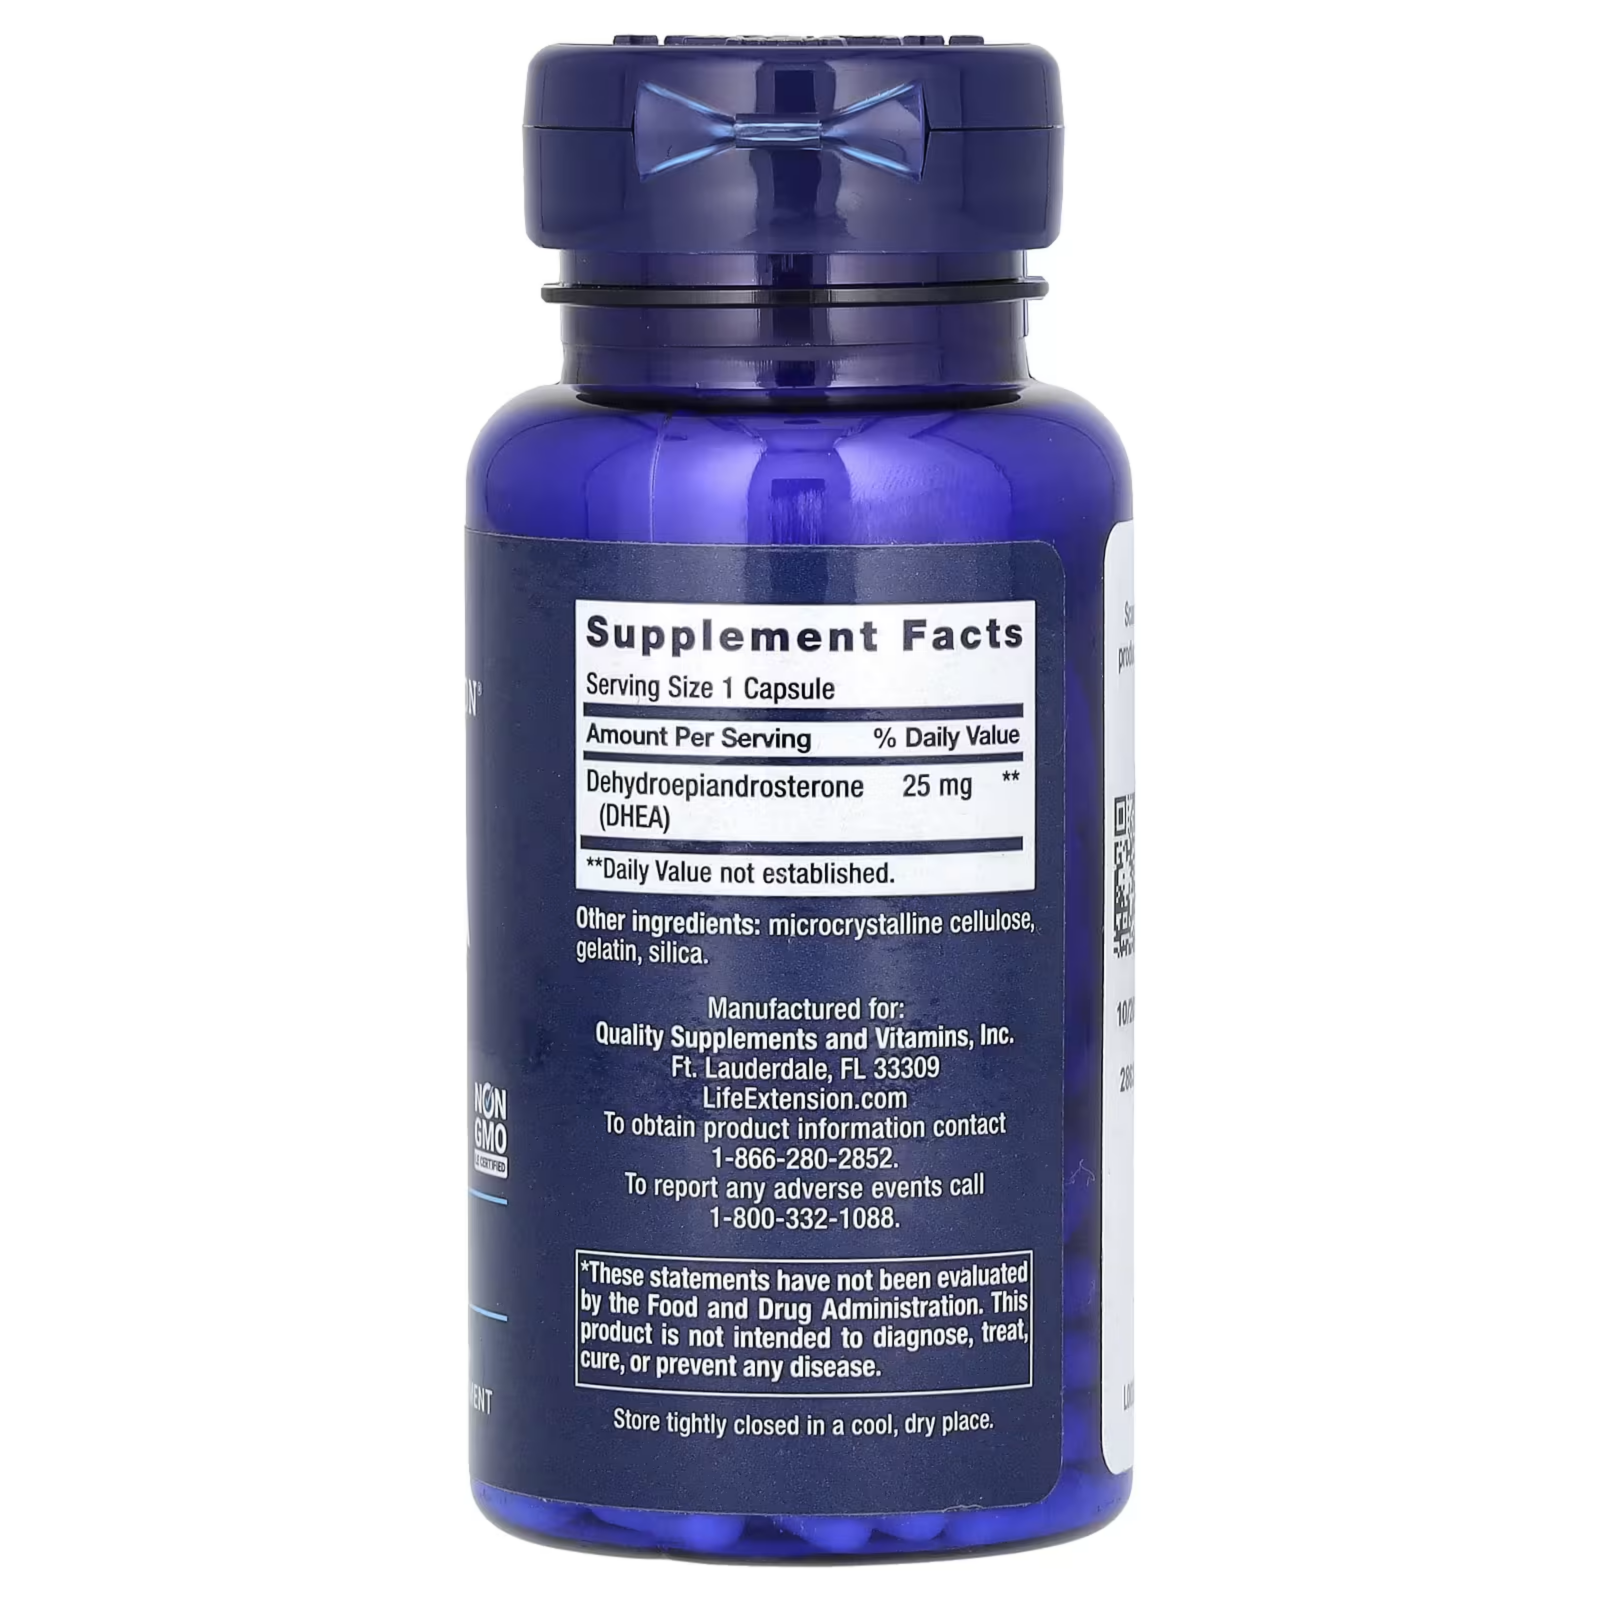 Supplement Facts
Serving Size 1 Capsule
Amount Per Serving % Daily Value
Dehydroepiandrosterone 25 mg **
(DHEA)
**Daily Value not established.
Other ingredients: microcrystalline cellulose,
gelatin, silica.
Manufactured for:
Quality Supplements and Vitamins, Inc.
Ft. Lauderdale, FL 33309
LifeExtension.com
To obtain product information contact
1-866-280-2852.
To report any adverse events call
1-800-332-1088.
*These statements have not been evaluated
by the Food and Drug Administration. This
product is not intended to diagnose, treat,
cure, or prevent any disease.
Store tightly closed in a cool, dry place.
NON
GMO
LE CERTIFIED